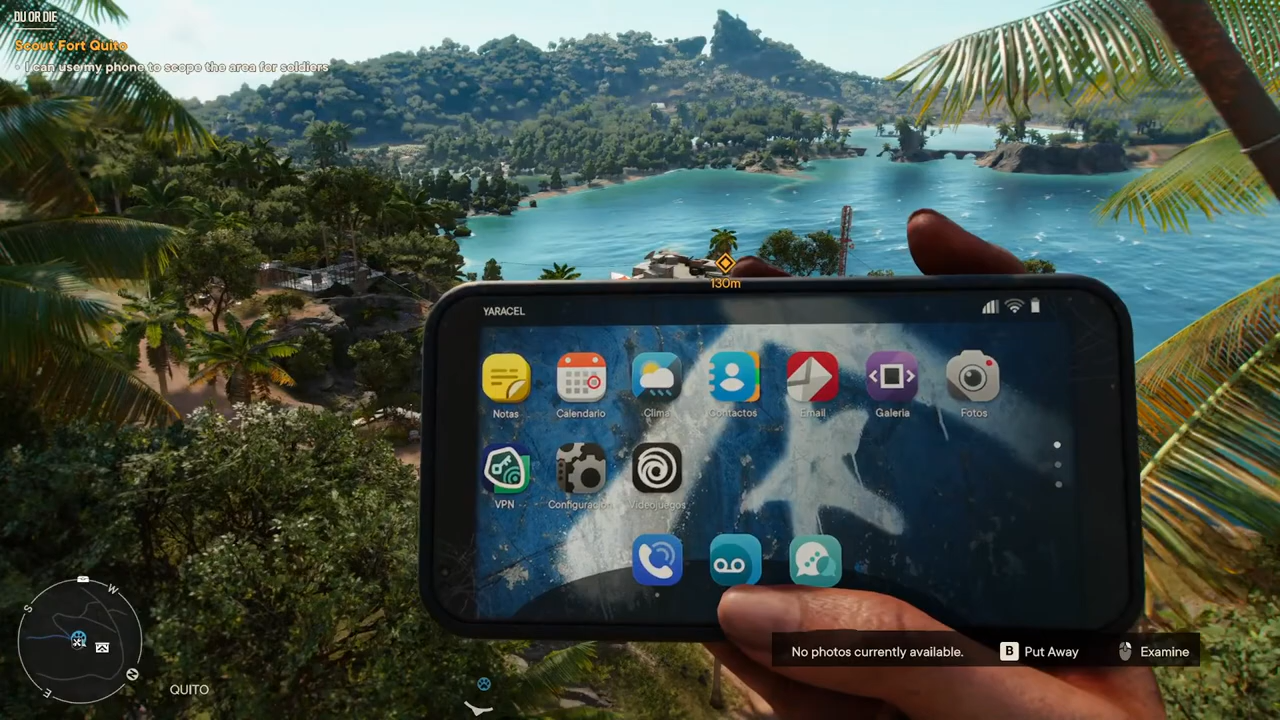 DU OR DIE
Scout Fort Quito
I can use my phone to scope the area for soldiers
130m
YARACEL
Notas
Calendario
Clima
Contactos
Email
Galería
Fotos
VPN
Configuración
Videojuegos
No photos currently available.
B Put Away
Examine
S
W
N
E
QUITO